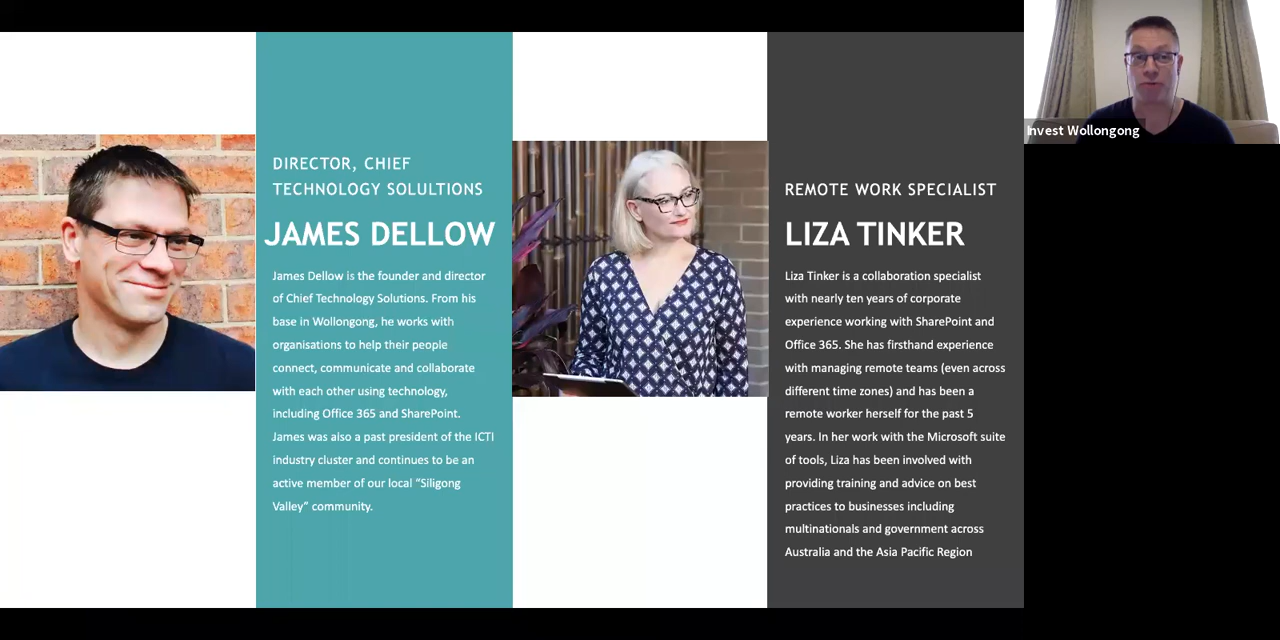 DIRECTOR, CHIEF
TECHNOLOGY SOLULTIONS
JAMES DELLOW
James Dellow is the founder and director
of Chief Technology Solutions. From his
base in Wollongong, he works with
organisations to help their people
connect, communicate and collaborate
with each other using technology,
including Office 365 and SharePoint.
James was also a past president of the ICTI
industry cluster and continues to be an
active member of our local “Siligong
Valley” community.
REMOTE WORK SPECIALIST
LIZA TINKER
Liza Tinker is a collaboration specialist
with nearly ten years of corporate
experience working with SharePoint and
Office 365. She has firsthand experience
with managing remote teams (even across
different time zones) and has been a
remote worker herself for the past 5
years. In her work with the Microsoft suite
of tools, Liza has been involved with
providing training and advice on best
practices to businesses including
multinationals and government across
Australia and the Asia Pacific Region
Invest Wollongong